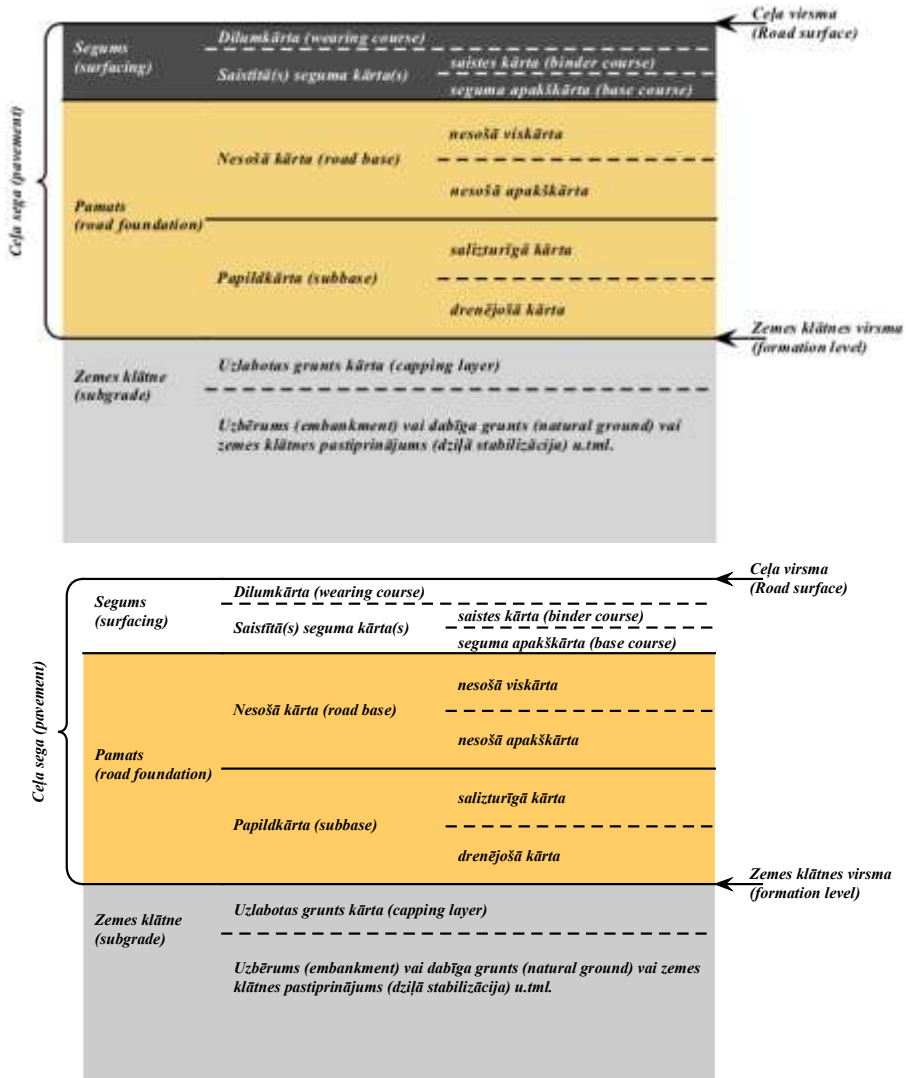 Ceļa virsma
(Road surface)
Dilumkārta (wearing course)
Segums
(surfacing)
Saistītā(s) seguma kārta(s)
saistes kārta (binder course)
seguma apakškārta (base course)
Ceļa sega (pavement)
nesošā viskārta
Nesošā kārta (road base)
nesošā apakškārta
Pamats
(road foundation)
salizturīgā kārta
Papildkārta (subbase)
drenējošā kārta
Zemes klātnes virsma
(formation level)
Uzlabotas grunts kārta (capping layer)
Zemes klātne
(subgrade)
Uzbērums (embankment) vai dabīga grunts (natural ground) vai
zemes klātnes pastiprinājums (dziļā stabilizācija) u.tml.
Ceļa virsma
(Road surface)
Dilumkārta (wearing course)
Segums
(surfacing)
Saistītā(s) seguma kārta(s)
saistes kārta (binder course)
seguma apakškārta (base course)
Ceļa sega (pavement)
nesošā viskārta
Nesošā kārta (road base)
nesošā apakškārta
Pamats
(road foundation)
salizturīgā kārta
Papildkārta (subbase)
drenējošā kārta
Zemes klātnes virsma
(formation level)
Uzlabotas grunts kārta (capping layer)
Zemes klātne
(subgrade)
Uzbērums (embankment) vai dabīga grunts (natural ground) vai zemes
klātnes pastiprinājums (dziļā stabilizācija) u.tml.